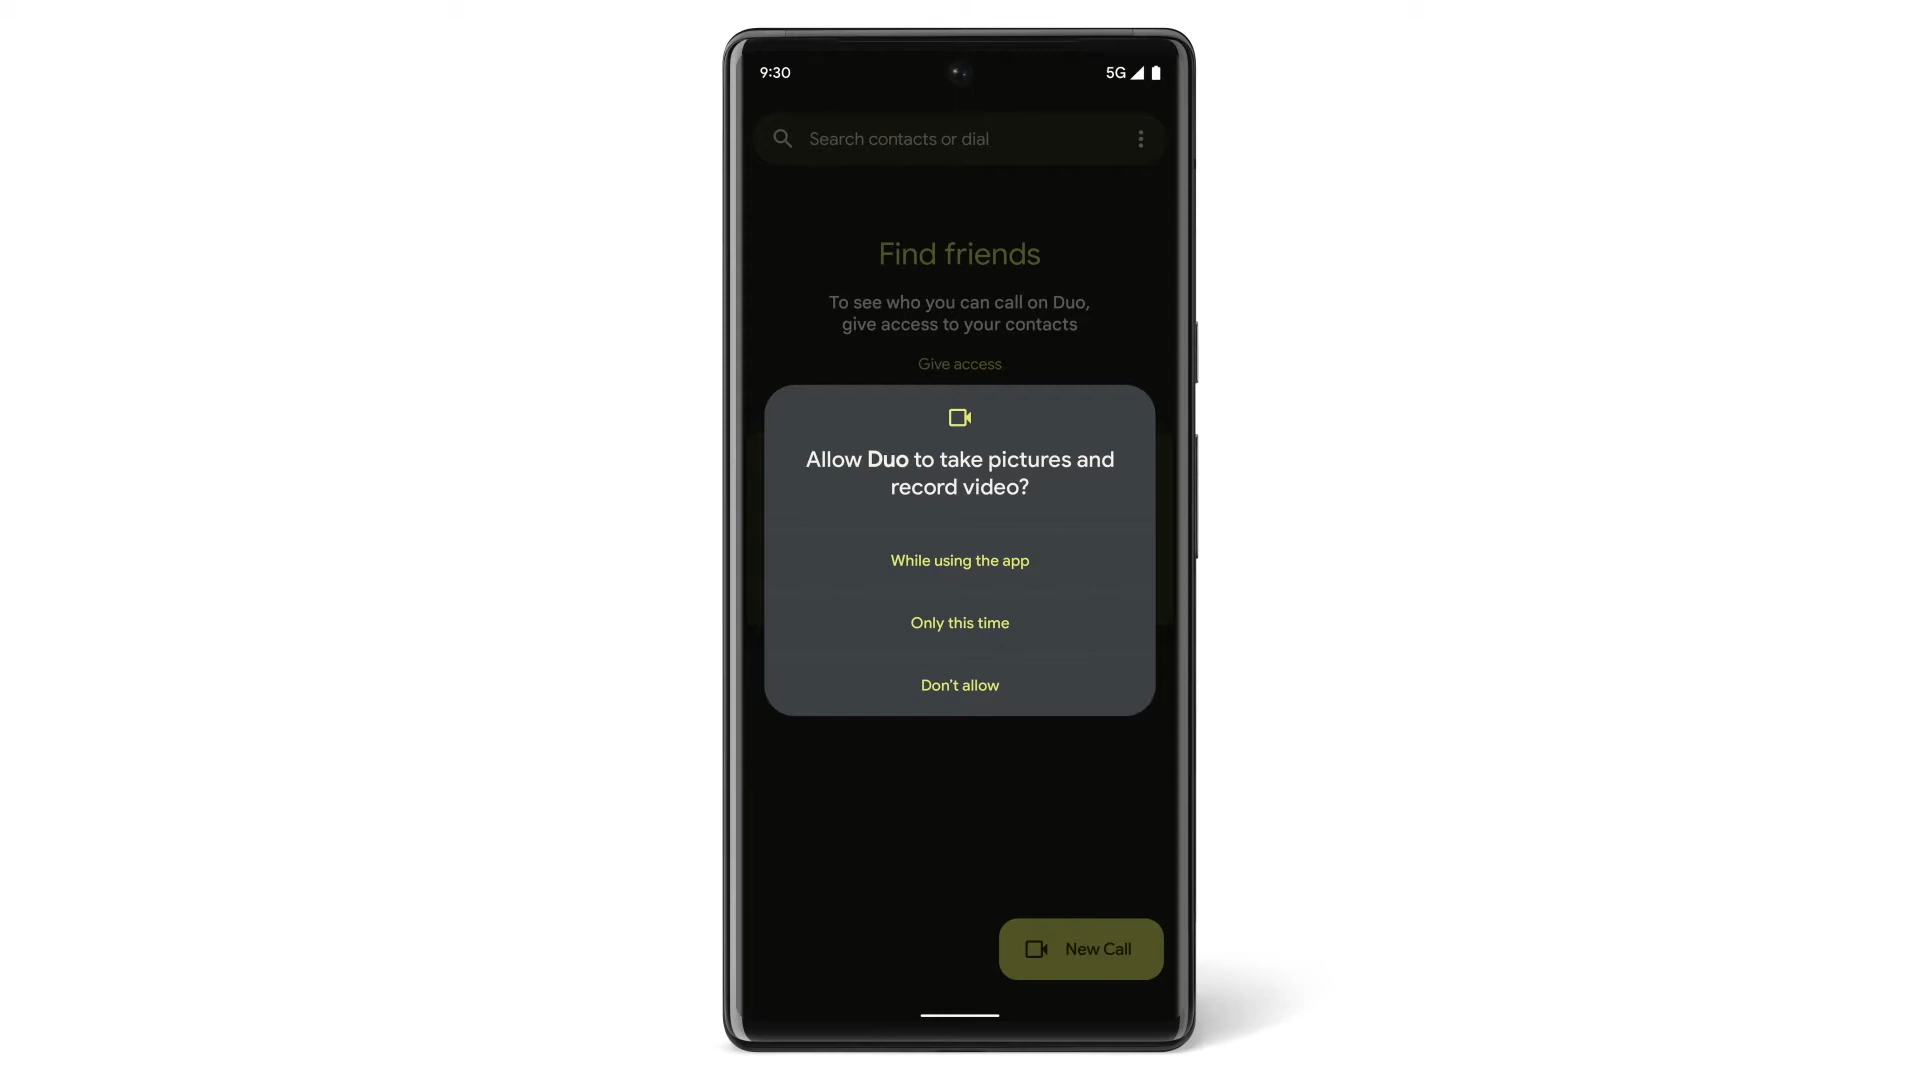 9:30
5G
Search contacts or dial
Find friends
To see who you can call on Duo,
give access to your contacts
Give access
Allow Duo to take pictures and
record video?
While using the app
Only this time
Don't allow
New Call